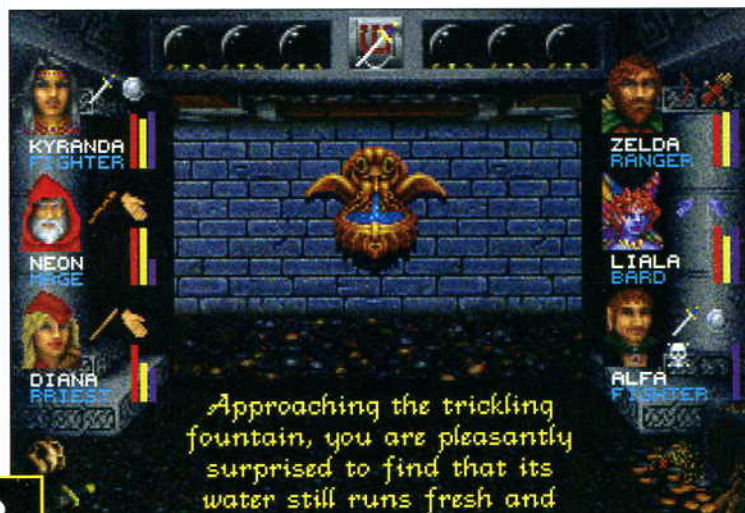 KYRANDA
FIGHTER
NEON
MAGE
DIANA
PRIEST
ZELDA
RANGER
LIALA
BARD
ALFA
FIGHTER
Approaching the trickling
fountain, you are pleasantly
surprised to find that its
water still runs fresh and